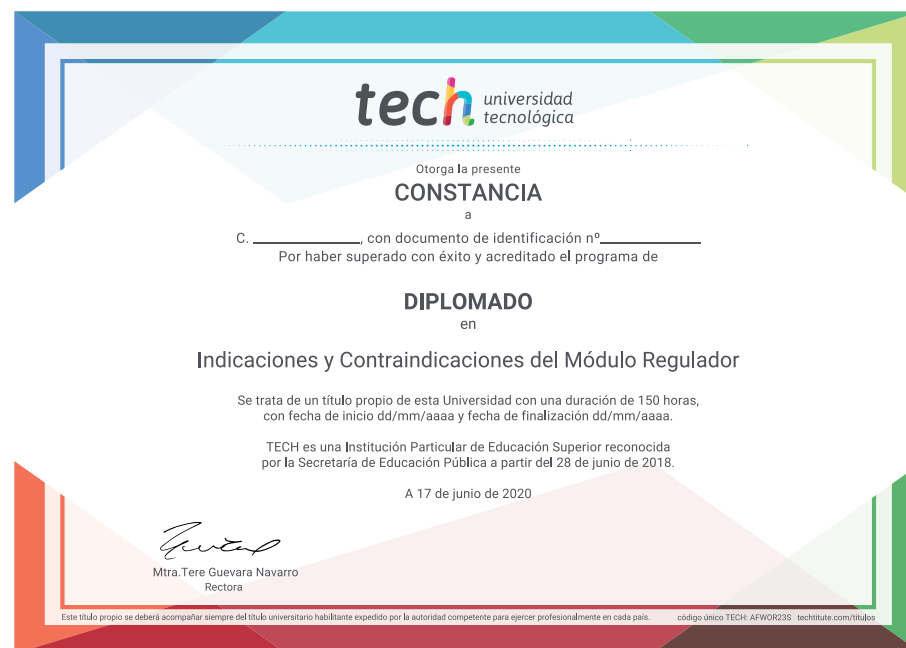 tech universidad
tecnológica
Otorga la presente
CONSTANCIA
a
C. ____________, con documento de identificación nº____________
Por haber superado con éxito y acreditado el programa de
DIPLOMADO
en
Indicaciones y Contraindicaciones del Módulo Regulador
Se trata de un título propio de esta Universidad con una duración de 150 horas,
con fecha de inicio dd/mm/aaaa y fecha de finalización dd/mm/aaaa.
TECH es una Institución Particular de Educación Superior reconocida
por la Secretaría de Educación Pública a partir del 28 de junio de 2018.
A 17 de junio de 2020
Mtra.Tere Guevara Navarro
Rectora
Este título propio se deberá acompañar siempre del título universitario habilitante expedido por la autoridad competente para ejercer profesionalmente en cada país. código único TECH: AFWOR23S techtitute.com/titulos